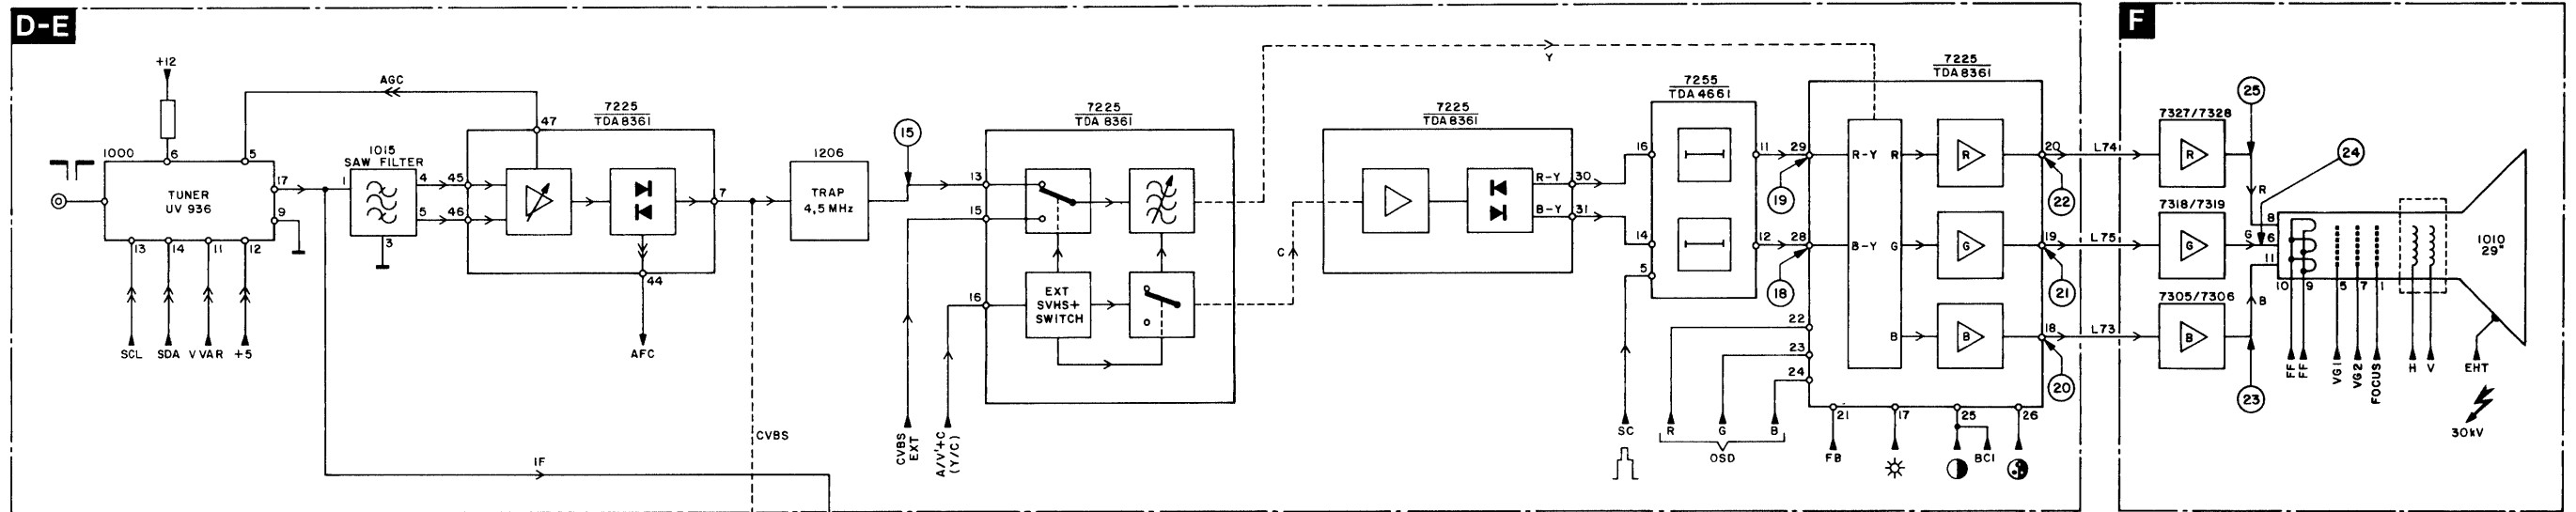 D-E
F
+12
AGC
Y
7225
TDA8361
7225
TDA8361
7225
TDA8361
7255
TDA4661
7225
TDA8361
7327/7328
25
1000
6
5
1015
SAW FILTER
47
1206
15
17
9
TUNER
UV 936
1
4
5
3
45
46
7
44
TRAP
4,5 MHz
13
15
16
EXT
SVHS+
SWITCH
C
R-Y
30
B-Y
31
16
14
5
11
12
29
28
19
18
R-Y
B-Y
R
G
B
R
G
B
20
22
19
21
18
20
L74
L75
L73
R
7318/7319
G
7305/7306
B
24
23
R
G
B
8
6
11
10
9
5
7
1
1010
29"
13
14
11
12
SCL
SDA
VVAR
+5
AFC
CVBS
IF
CVBS
EXT
A/V'+C
(Y/C)
SC
R
G
B
OSD
22
23
24
21
17
25
26
FB
BCI
FF
FF
VG1
VG2
FOCUS
H
V
EHT
30kV